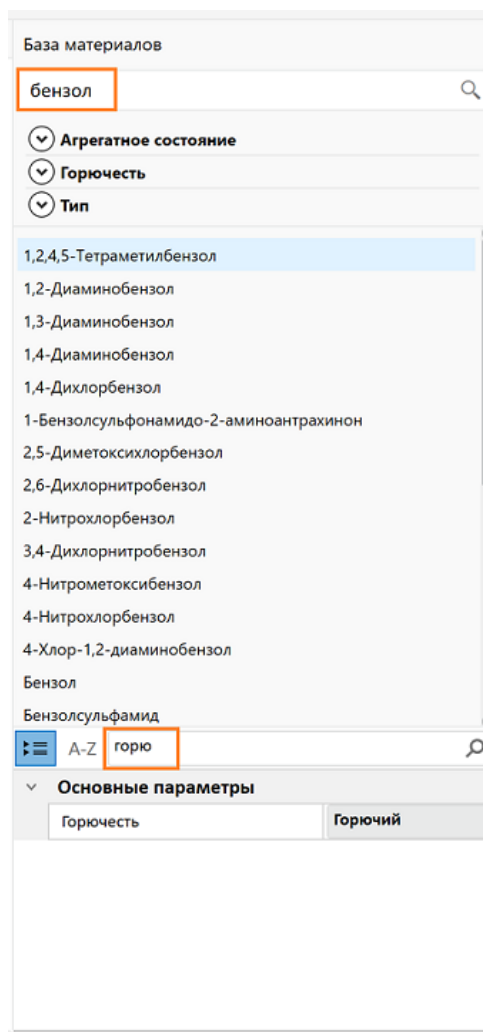 База материалов
бензол
Агрегатное состояние
Горючесть
Тип
1,2,4,5-Тетраметилбензол
1,2-Диаминобензол
1,3-Диаминобензол
1,4-Диаминобензол
1,4-Дихлорбензол
1-Бензолсульфонамидо-2-аминоантрахинон
2,5-Диметоксихлорбензол
2,6-Дихлорнитробензол
2-Нитрохлорбензол
3,4-Дихлорнитробензол
4-Нитрометоксибензол
4-Нитрохлорбензол
4-Хлор-1,2-диаминобензол
Бензол
Бензолсульфамид
A-Z горю
Основные параметры
Горючесть Горючий